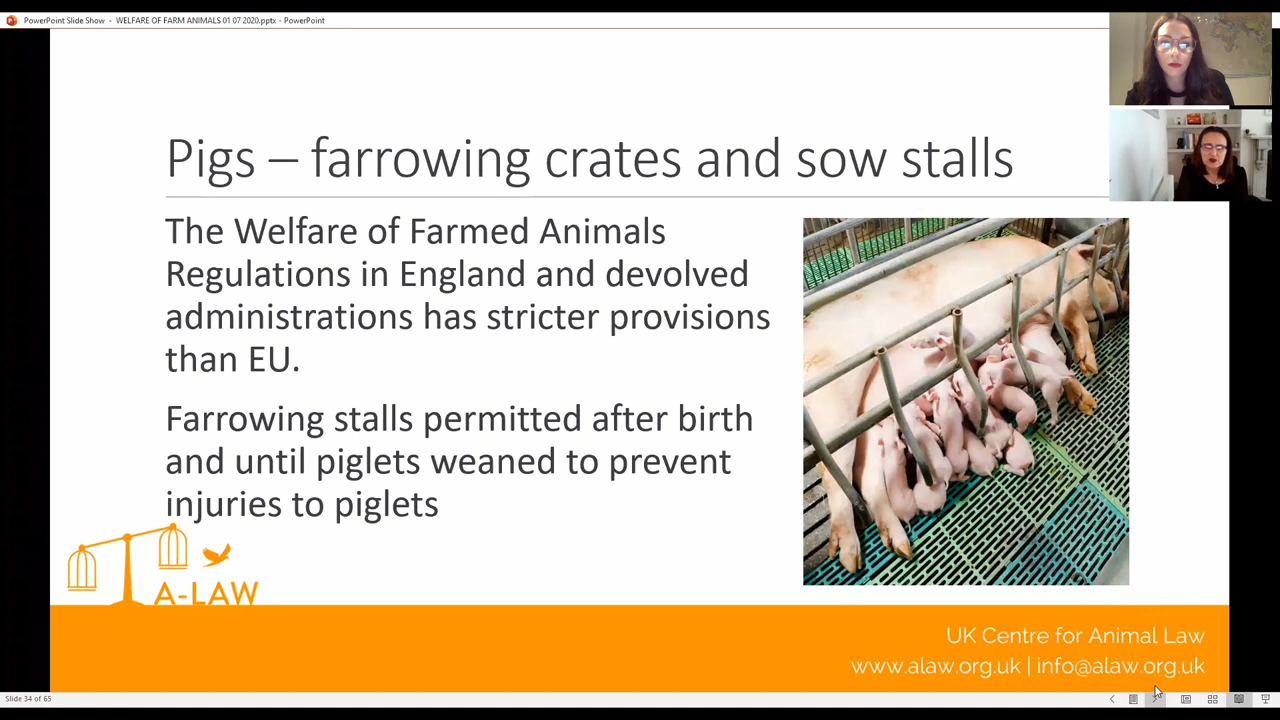 PowerPoint Slide Show - WELFARE OF FARM ANIMALS 01 07 2020.pptx - PowerPoint
Pigs – farrowing crates and sow stalls
The Welfare of Farmed Animals
Regulations in England and devolved
administrations has stricter provisions
than EU.
Farrowing stalls permitted after birth
and until piglets weaned to prevent
injuries to piglets
A-LAW
UK Centre for Animal Law
www.alaw.org.uk | info@alaw.org.uk
Slide 34 of 65